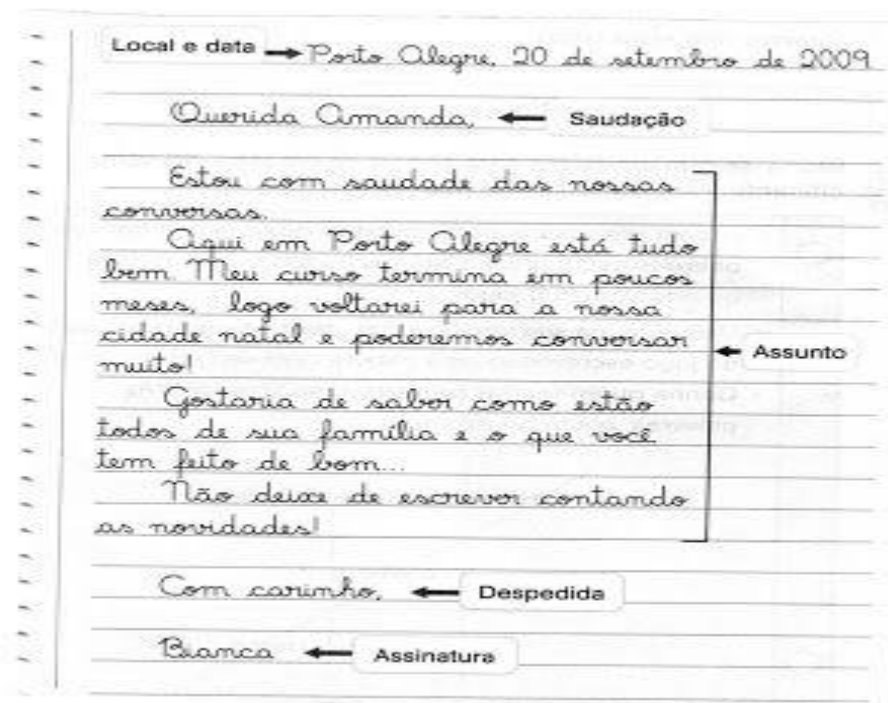 Local e data Porto Alegre, 20 de setembro de 2009
Querida Amanda, Saudação
Estou com saudade das nossas
conversas.
Aqui em Porto Alegre está tudo
bem. Meu curso termina em poucos
meses, logo voltarei para a nossa
cidade natal e poderemos conversar
muito!
Assunto
Gostaria de saber como estão
todos de sua família e o que você
tem feito de bom...
Não deixe de escrever contando
as novidades!
Com carinho, Despedida
Bianca Assinatura